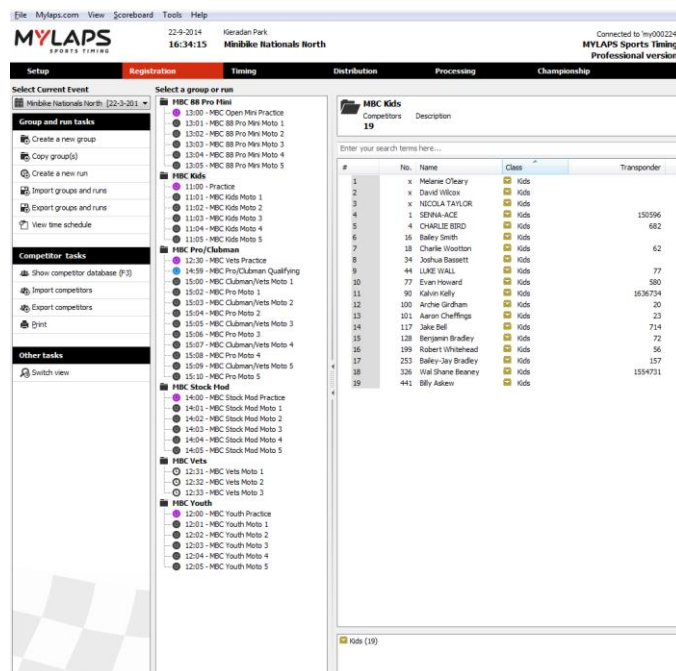 File Mylaps.com View Scoreboard Tools Help
MYLAPS
SPORTS TIMING
22-9-2014 Kieradan Park
16:34:15 Minibike Nationals North
Connected to 'my000224
MYLAPS Sports Timing
Professional version
Setup Registration Timing Distribution Processing Championship
Select Current Event
Minibike Nationals North [22-3-201
Group and run tasks
Create a new group
Copy group(s)
Create a new run
Import groups and runs
Export groups and runs
View time schedule
Competitor tasks
Show competitor database (F3)
Import competitors
Export competitors
Print
Other tasks
Switch view
Select a group or run
MBC 88 Pro Mini
13:00 - MBC Open Mini Practice
13:01 - MBC 88 Pro Mini Moto 1
13:02 - MBC 88 Pro Mini Moto 2
13:03 - MBC 88 Pro Mini Moto 3
13:04 - MBC 88 Pro Mini Moto 4
13:05 - MBC 88 Pro Mini Moto 5
MBC Kids
11:00 - Practice
11:01 - MBC Kids Moto 1
11:02 - MBC Kids Moto 2
11:03 - MBC Kids Moto 3
11:04 - MBC Kids Moto 4
11:05 - MBC Kids Moto 5
MBC Pro/Clubman
12:30 - MBC Vets Practice
14:59 - MBC Pro/Clubman Qualifying
15:00 - MBC Clubman/Vets Moto 1
15:02 - MBC Pro Moto 1
15:03 - MBC Clubman/Vets Moto 2
15:04 - MBC Pro Moto 2
15:05 - MBC Clubman/Vets Moto 3
15:06 - MBC Pro Moto 3
15:07 - MBC Clubman/Vets Moto 4
15:08 - MBC Pro Moto 4
15:09 - MBC Clubman/Vets Moto 5
15:10 - MBC Pro Moto 5
MBC Stock Mod
14:00 - MBC Stock Mod Practice
14:01 - MBC Stock Mod Moto 1
14:02 - MBC Stock Mod Moto 2
14:03 - MBC Stock Mod Moto 3
14:04 - MBC Stock Mod Moto 4
14:05 - MBC Stock Mod Moto 5
MBC Vets
12:31 - MBC Vets Moto 1
12:32 - MBC Vets Moto 2
12:33 - MBC Vets Moto 3
MBC Youth
12:00 - MBC Youth Practice
12:01 - MBC Youth Moto 1
12:02 - MBC Youth Moto 2
12:03 - MBC Youth Moto 3
12:04 - MBC Youth Moto 4
12:05 - MBC Youth Moto 5
MBC Kids
Competitors Description
19
Enter your search terms here...
# No. Name Class Transponder
1 x Melanie O'leary Kids
2 x David Wilcox Kids
3 x NICOLA TAYLOR Kids
4 1 SENNA-ACE Kids 150596
5 4 CHARLIE BIRD Kids 682
6 16 Bailey Smith Kids
7 18 Charlie Wootton Kids 62
8 34 Joshua Bassett Kids
9 44 LUKE WALL Kids 77
10 77 Evan Howard Kids 580
11 90 Kalvin Kelly Kids 1636734
12 100 Archie Girdham Kids 20
13 101 Aaron Cheffings Kids 23
14 117 Jake Bell Kids 714
15 128 Benjamin Bradley Kids 72
16 199 Robert Whitehead Kids 56
17 253 Bailey-Jay Bradley Kids 157
18 326 Wal Shane Beaney Kids 1554731
19 441 Billy Askew Kids
Kids (19)